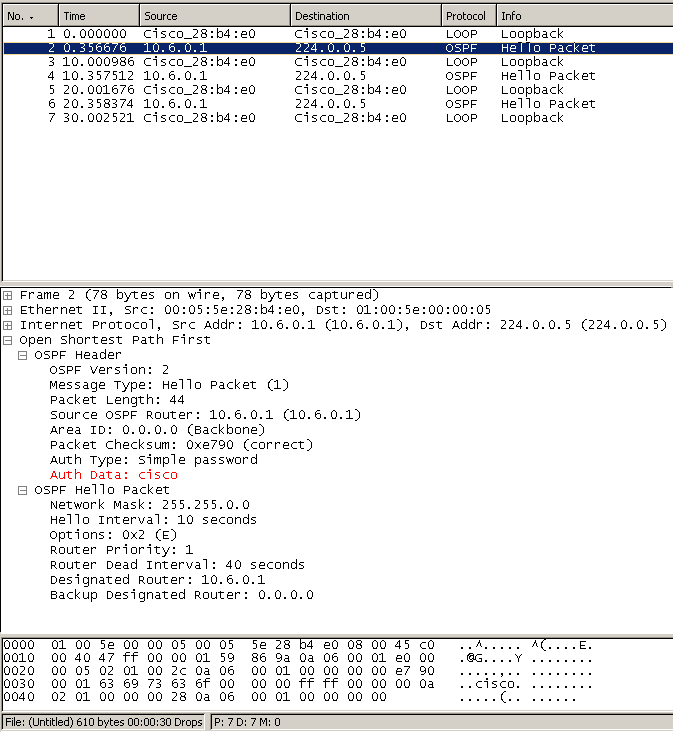 No. Time Source Destination Protocol Info
1 0.000000 Cisco_28:b4:e0 Cisco_28:b4:e0 LOOP Loopback
2 0.356676 10.6.0.1 224.0.0.5 OSPF Hello Packet
3 10.000986 Cisco_28:b4:e0 Cisco_28:b4:e0 LOOP Loopback
4 10.357512 10.6.0.1 224.0.0.5 OSPF Hello Packet
5 20.001676 Cisco_28:b4:e0 Cisco_28:b4:e0 LOOP Loopback
6 20.358374 10.6.0.1 224.0.0.5 OSPF Hello Packet
7 30.002521 Cisco_28:b4:e0 Cisco_28:b4:e0 LOOP Loopback
Frame 2 (78 bytes on wire, 78 bytes captured)
Ethernet II, Src: 00:05:5e:28:b4:e0, Dst: 01:00:5e:00:00:05
Internet Protocol, Src Addr: 10.6.0.1 (10.6.0.1), Dst Addr: 224.0.0.5 (224.0.0.5)
Open Shortest Path First
OSPF Header
OSPF Version: 2
Message Type: Hello Packet (1)
Packet Length: 44
Source OSPF Router: 10.6.0.1 (10.6.0.1)
Area ID: 0.0.0.0 (Backbone)
Packet Checksum: 0xe790 (correct)
Auth Type: Simple password
Auth Data: cisco
OSPF Hello Packet
Network Mask: 255.255.0.0
Hello Interval: 10 seconds
Options: 0x2 (E)
Router Priority: 1
Router Dead Interval: 40 seconds
Designated Router: 10.6.0.1
Backup Designated Router: 0.0.0.0
0000 01 00 5e 00 00 05 00 05 5e 28 b4 e0 08 00 45 c0 ..^..... ^(....E.
0010 00 40 47 ff 00 00 01 59 86 9a 0a 06 00 01 e0 00 .@G....Y ........
0020 00 05 02 01 00 2c 0a 06 00 01 00 00 00 00 e7 90 .....,.. ........
0030 00 01 63 69 73 63 6f 00 00 00 ff ff 00 00 00 0a ..cisco. ........
0040 02 01 00 00 00 28 0a 06 00 01 00 00 00 00 .....(.. ......
File: (Untitled) 610 bytes 00:00:30 Drops P: 7 D: 7 M: 0